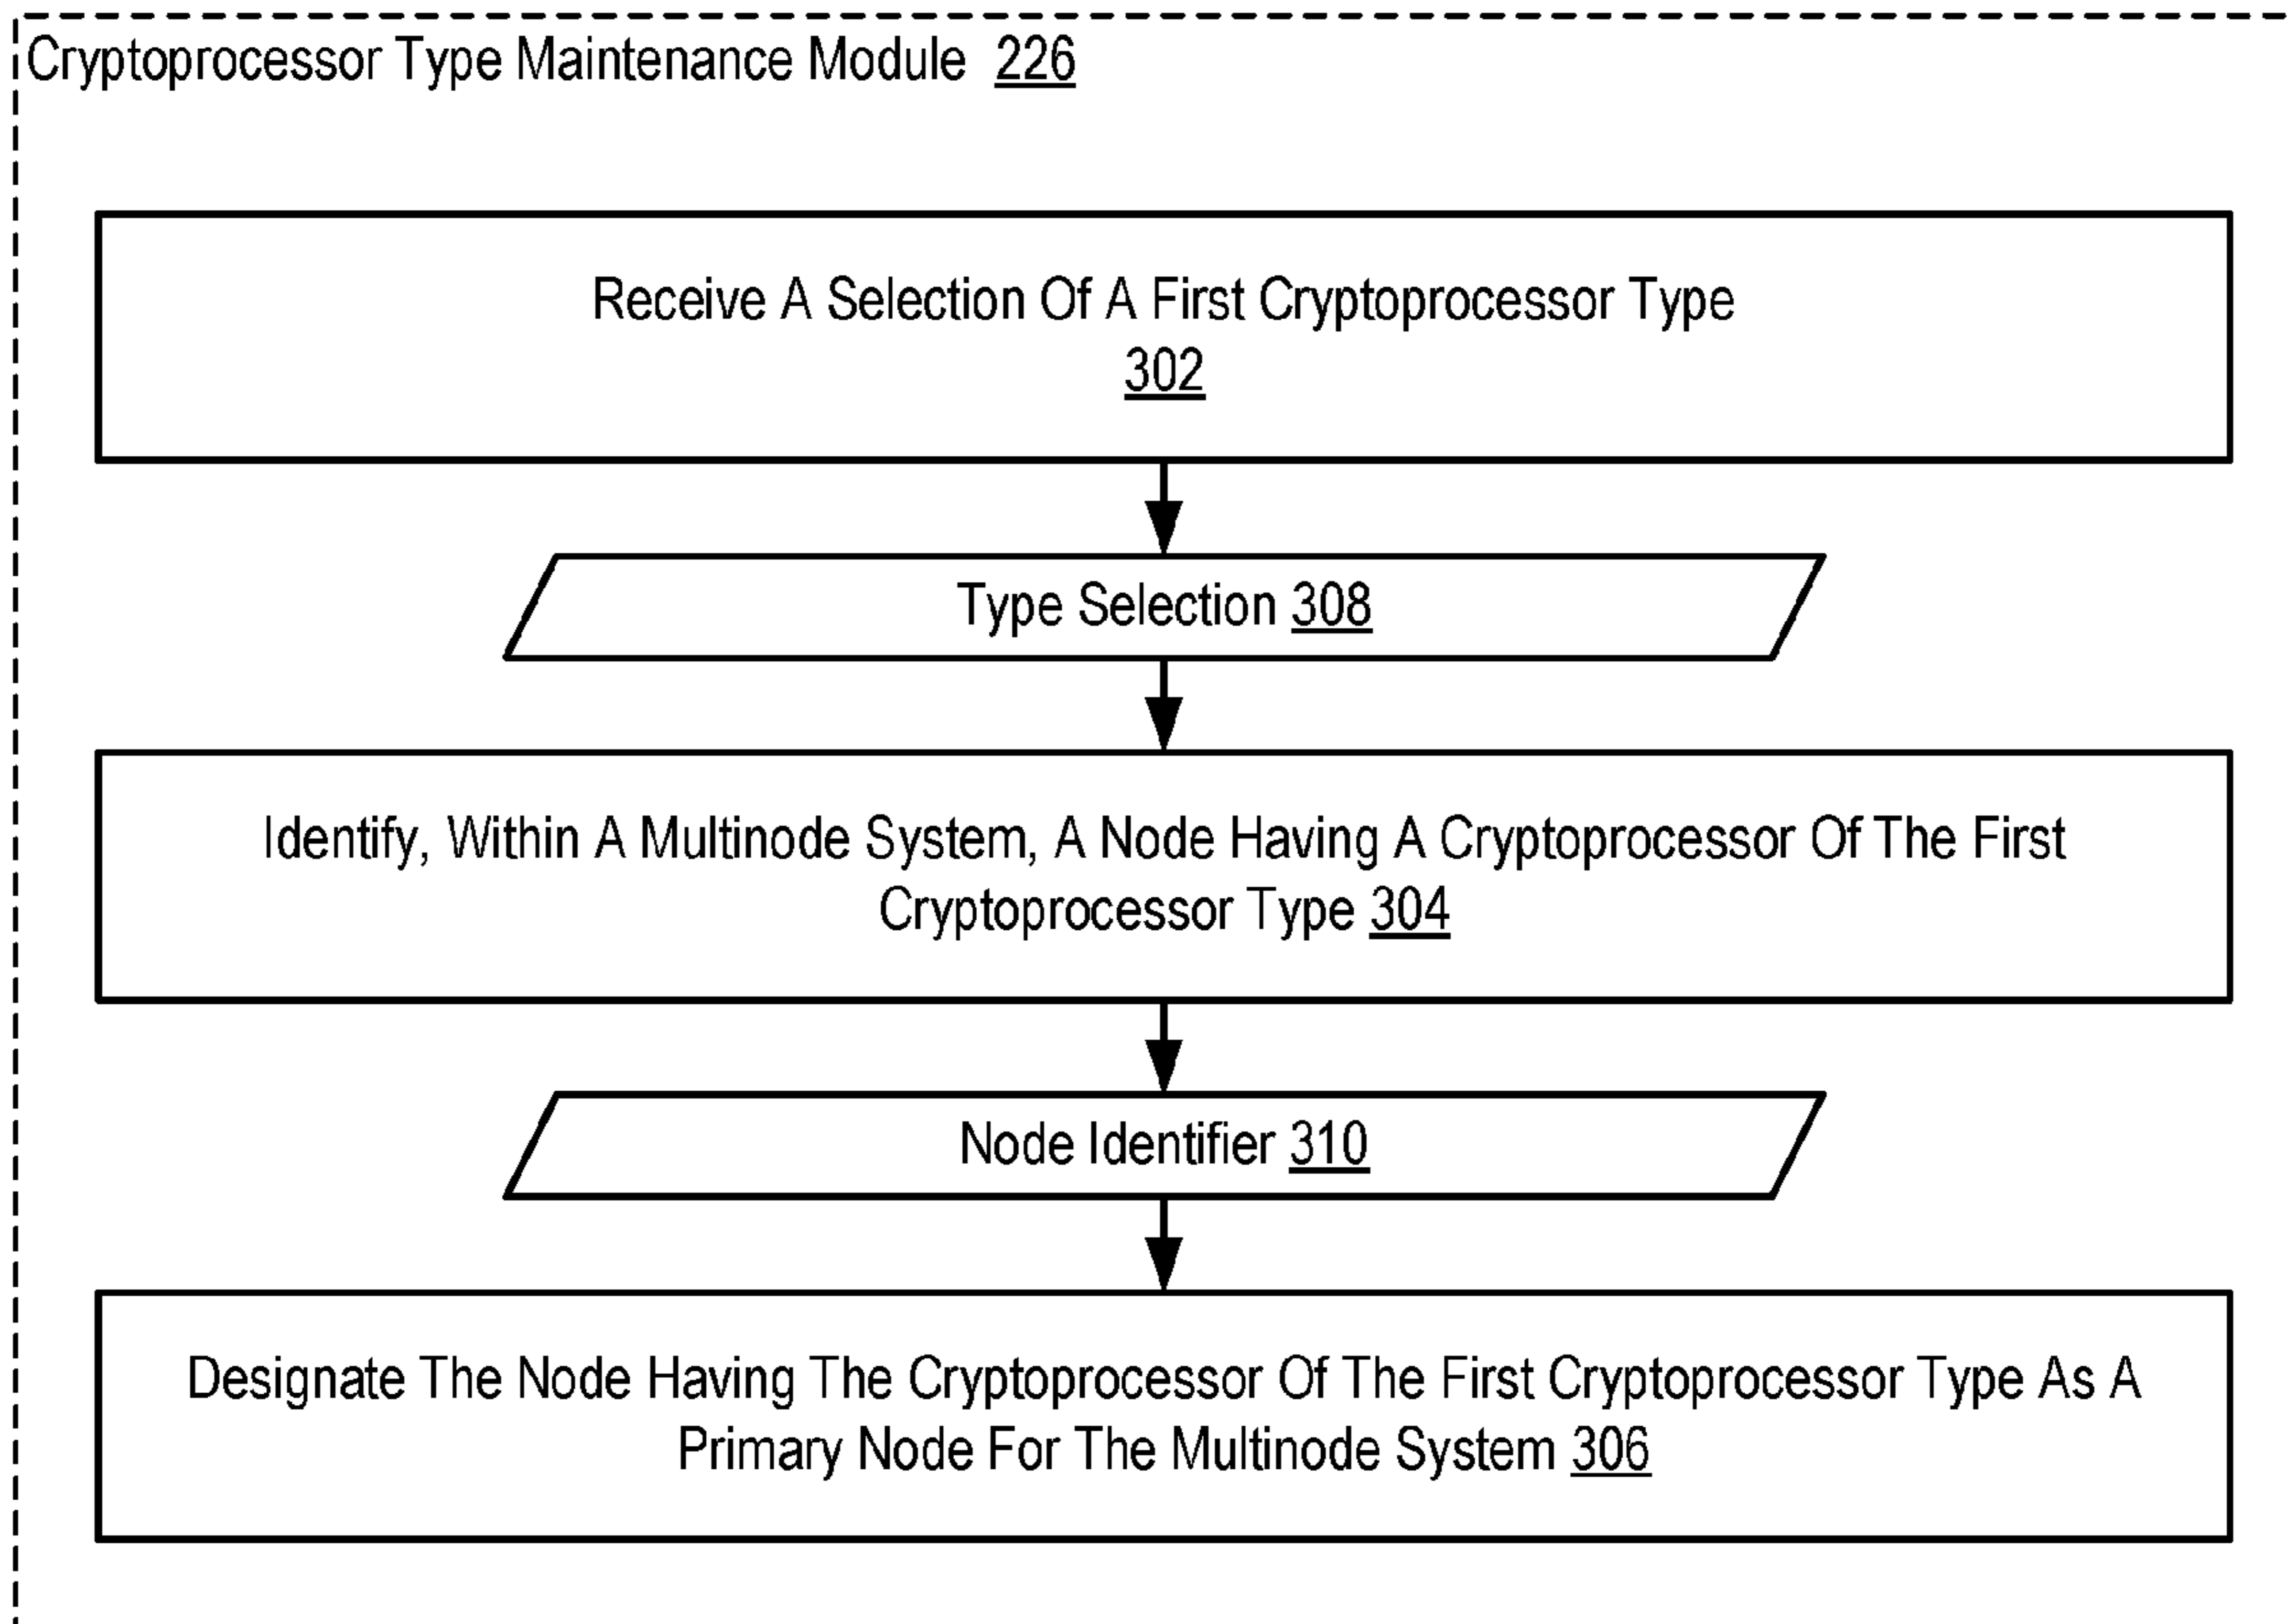 Cryptoprocessor Type Maintenance Module 226
Receive A Selection Of A First Cryptoprocessor Type
302
Type Selection 308
Identify, Within A Multinode System, A Node Having A Cryptoprocessor Of The First
Cryptoprocessor Type 304
Node Identifier 310
Designate The Node Having The Cryptoprocessor Of The First Cryptoprocessor Type As A
Primary Node For The Multinode System 306